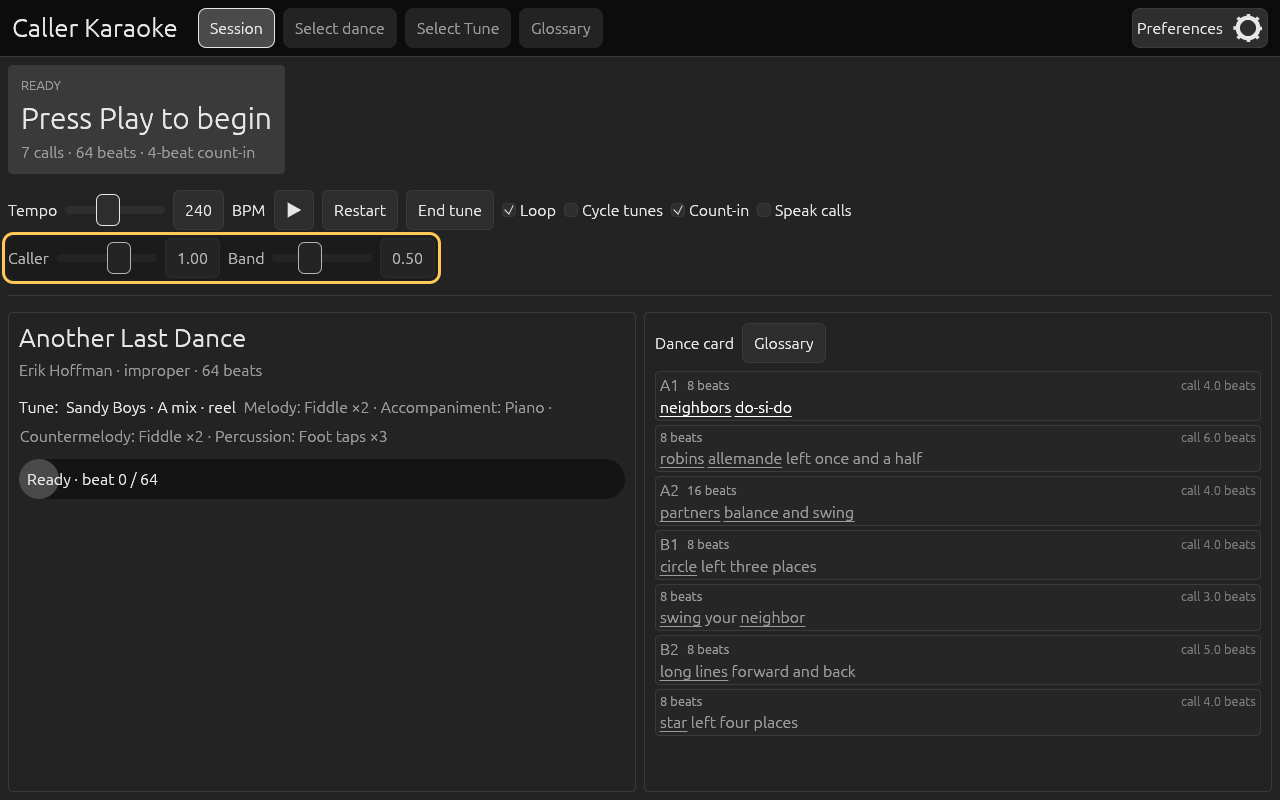 Caller Karaoke Session Select dance Select Tune Glossary Preferences
READY
Press Play to begin
7 calls · 64 beats · 4-beat count-in
Tempo 240 BPM Restart End tune Loop Cycle tunes Count-in Speak calls
Caller 1.00 Band 0.50
Another Last Dance
Erik Hoffman · improper · 64 beats
Tune: Sandy Boys · A mix · reel Melody: Fiddle ×2 · Accompaniment: Piano ·
Countermelody: Fiddle ×2 · Percussion: Foot taps ×3
Ready · beat 0 / 64
Dance card Glossary
A1 8 beats call 4.0 beats
neighbors do-si-do
8 beats call 6.0 beats
robins allemande left once and a half
A2 16 beats call 4.0 beats
partners balance and swing
B1 8 beats call 4.0 beats
circle left three places
8 beats call 3.0 beats
swing your neighbor
B2 8 beats call 5.0 beats
long lines forward and back
8 beats call 4.0 beats
star left four places